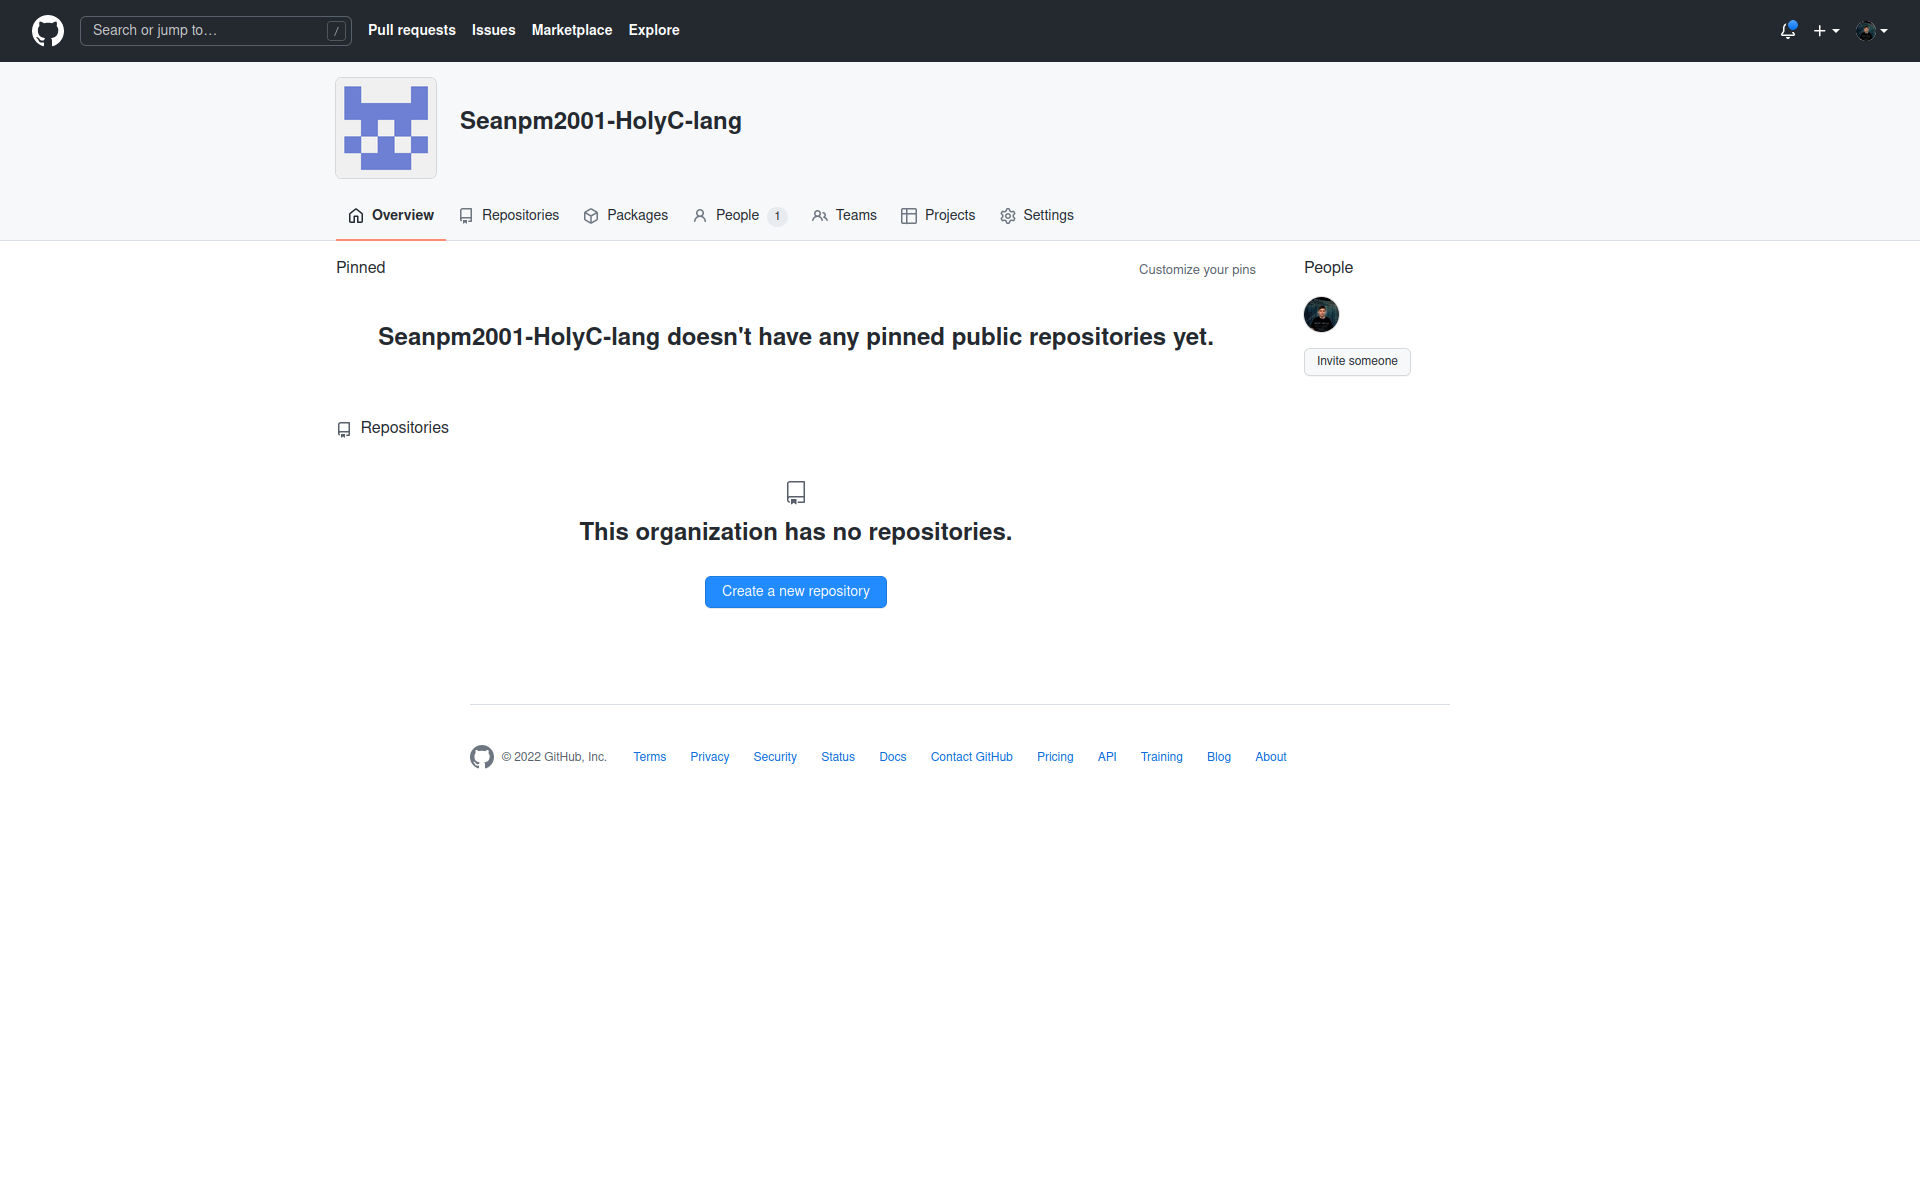 Search or jump to… / Pull requests Issues Marketplace Explore
Seanpm2001-HolyC-lang
Overview Repositories Packages People 1 Teams Projects Settings
Pinned Customize your pins
Seanpm2001-HolyC-lang doesn't have any pinned public repositories yet.
People
Invite someone
Repositories
This organization has no repositories.
Create a new repository
© 2022 GitHub, Inc. Terms Privacy Security Status Docs Contact GitHub Pricing API Training Blog About